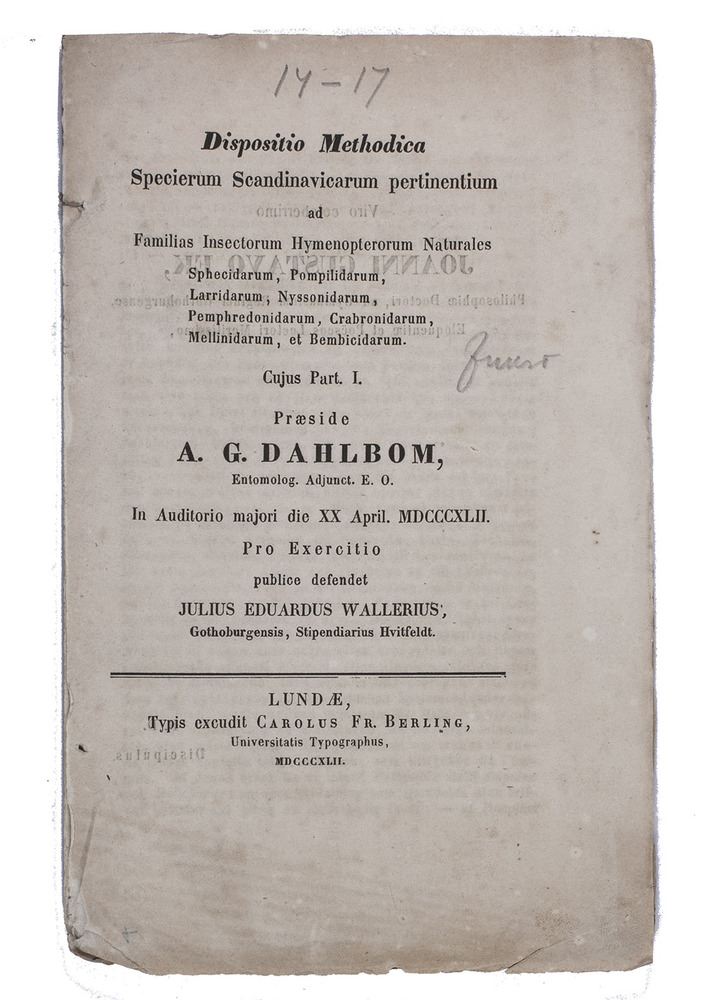 14-17
Dispositio Methodica
Specierum Scandinavicarum pertinentium
ad
Familias Insectorum Hymenopterorum Naturales
Sphecidarum, Pompilidarum,
Larridarum, Nyssonidarum,
Pemphredonidarum, Crabronidarum,
Mellinidarum, et Bembicidarum.
Cujus Part. I.
Præside
A. G. DAHLBOM,
Entomolog. Adjunct. E. O.
In Auditorio majori die XX April. MDCCCXLII.
Pro Exercitio
publice defendet
JULIUS EDUARDUS WALLERIUS,
Gothoburgensis, Stipendiarius Hvitfeldt.
LUNDÆ,
Typis excudit CAROLUS FR. BERLING,
Universitatis Typographus,
MDCCCXLII.